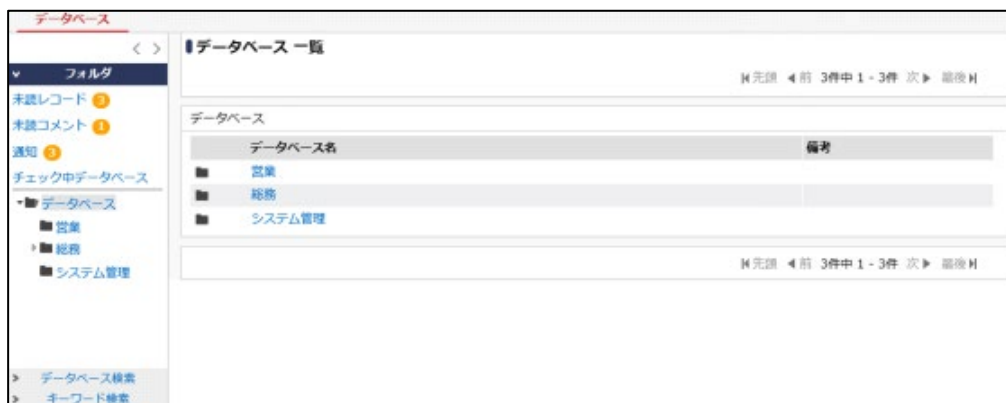 データベース
データベース 一覧
フォルダ
先頭 前 3件中 1 - 3件 次 最後
未読レコード 3
未読コメント 1
通知 3
チェック中データベース
データベース
営業
総務
システム管理
データベース
データベース名 備考
営業
総務
システム管理
先頭 前 3件中 1 - 3件 次 最後
データベース検索
キーワード検索